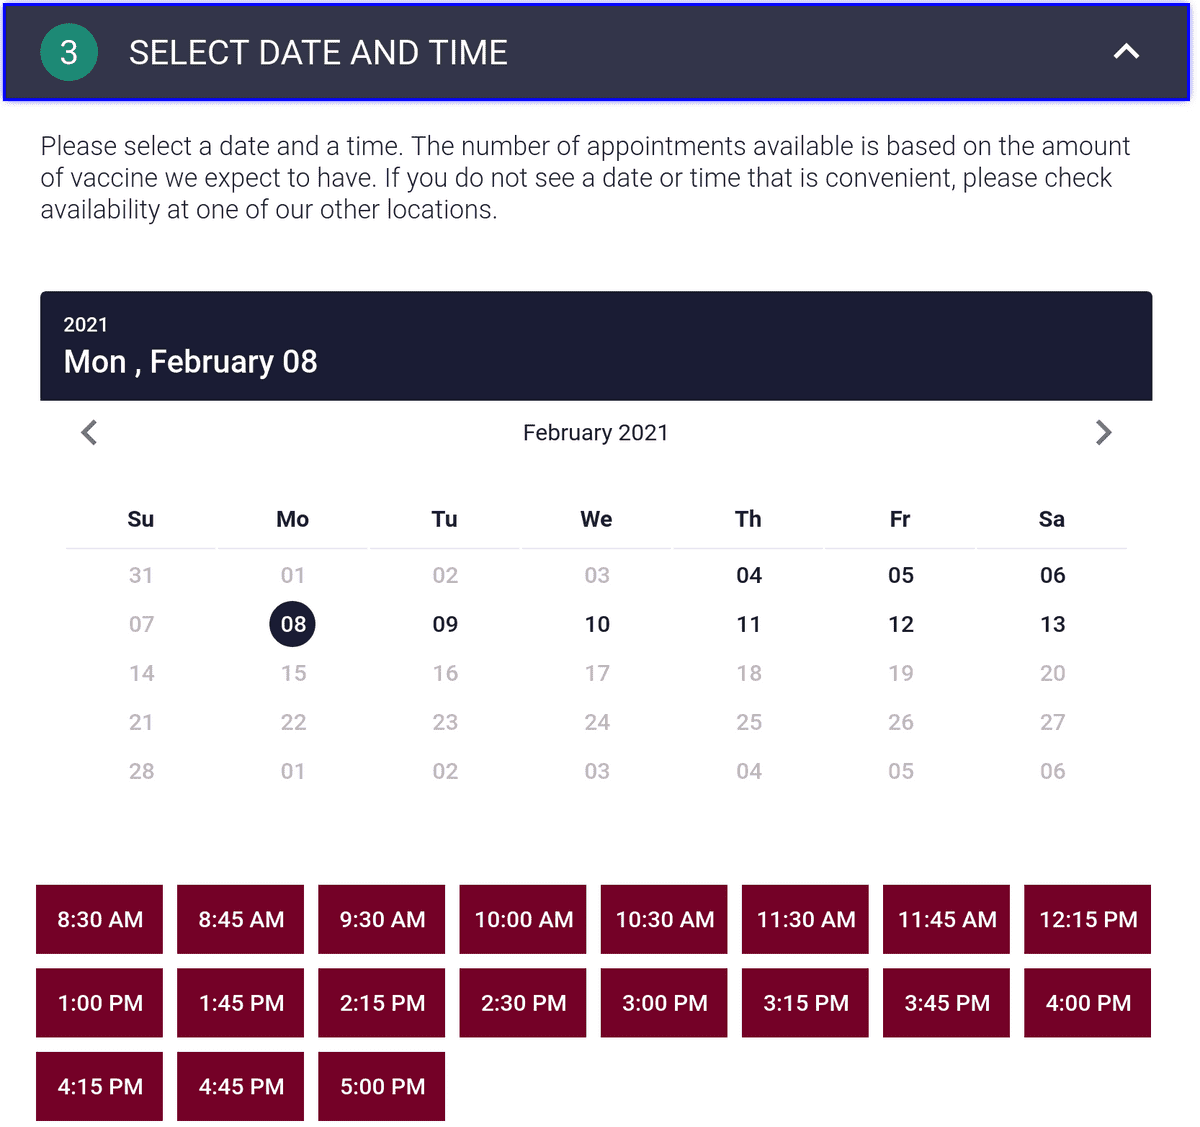 3 SELECT DATE AND TIME
Please select a date and a time. The number of appointments available is based on the amount
of vaccine we expect to have. If you do not see a date or time that is convenient, please check
availability at one of our other locations.
2021
Mon , February 08
February 2021
Su Mo Tu We Th Fr Sa
31 01 02 03 04 05 06
07 08 09 10 11 12 13
14 15 16 17 18 19 20
21 22 23 24 25 26 27
28 01 02 03 04 05 06
8:30 AM 8:45 AM 9:30 AM 10:00 AM 10:30 AM 11:30 AM 11:45 AM 12:15 PM
1:00 PM 1:45 PM 2:15 PM 2:30 PM 3:00 PM 3:15 PM 3:45 PM 4:00 PM
4:15 PM 4:45 PM 5:00 PM